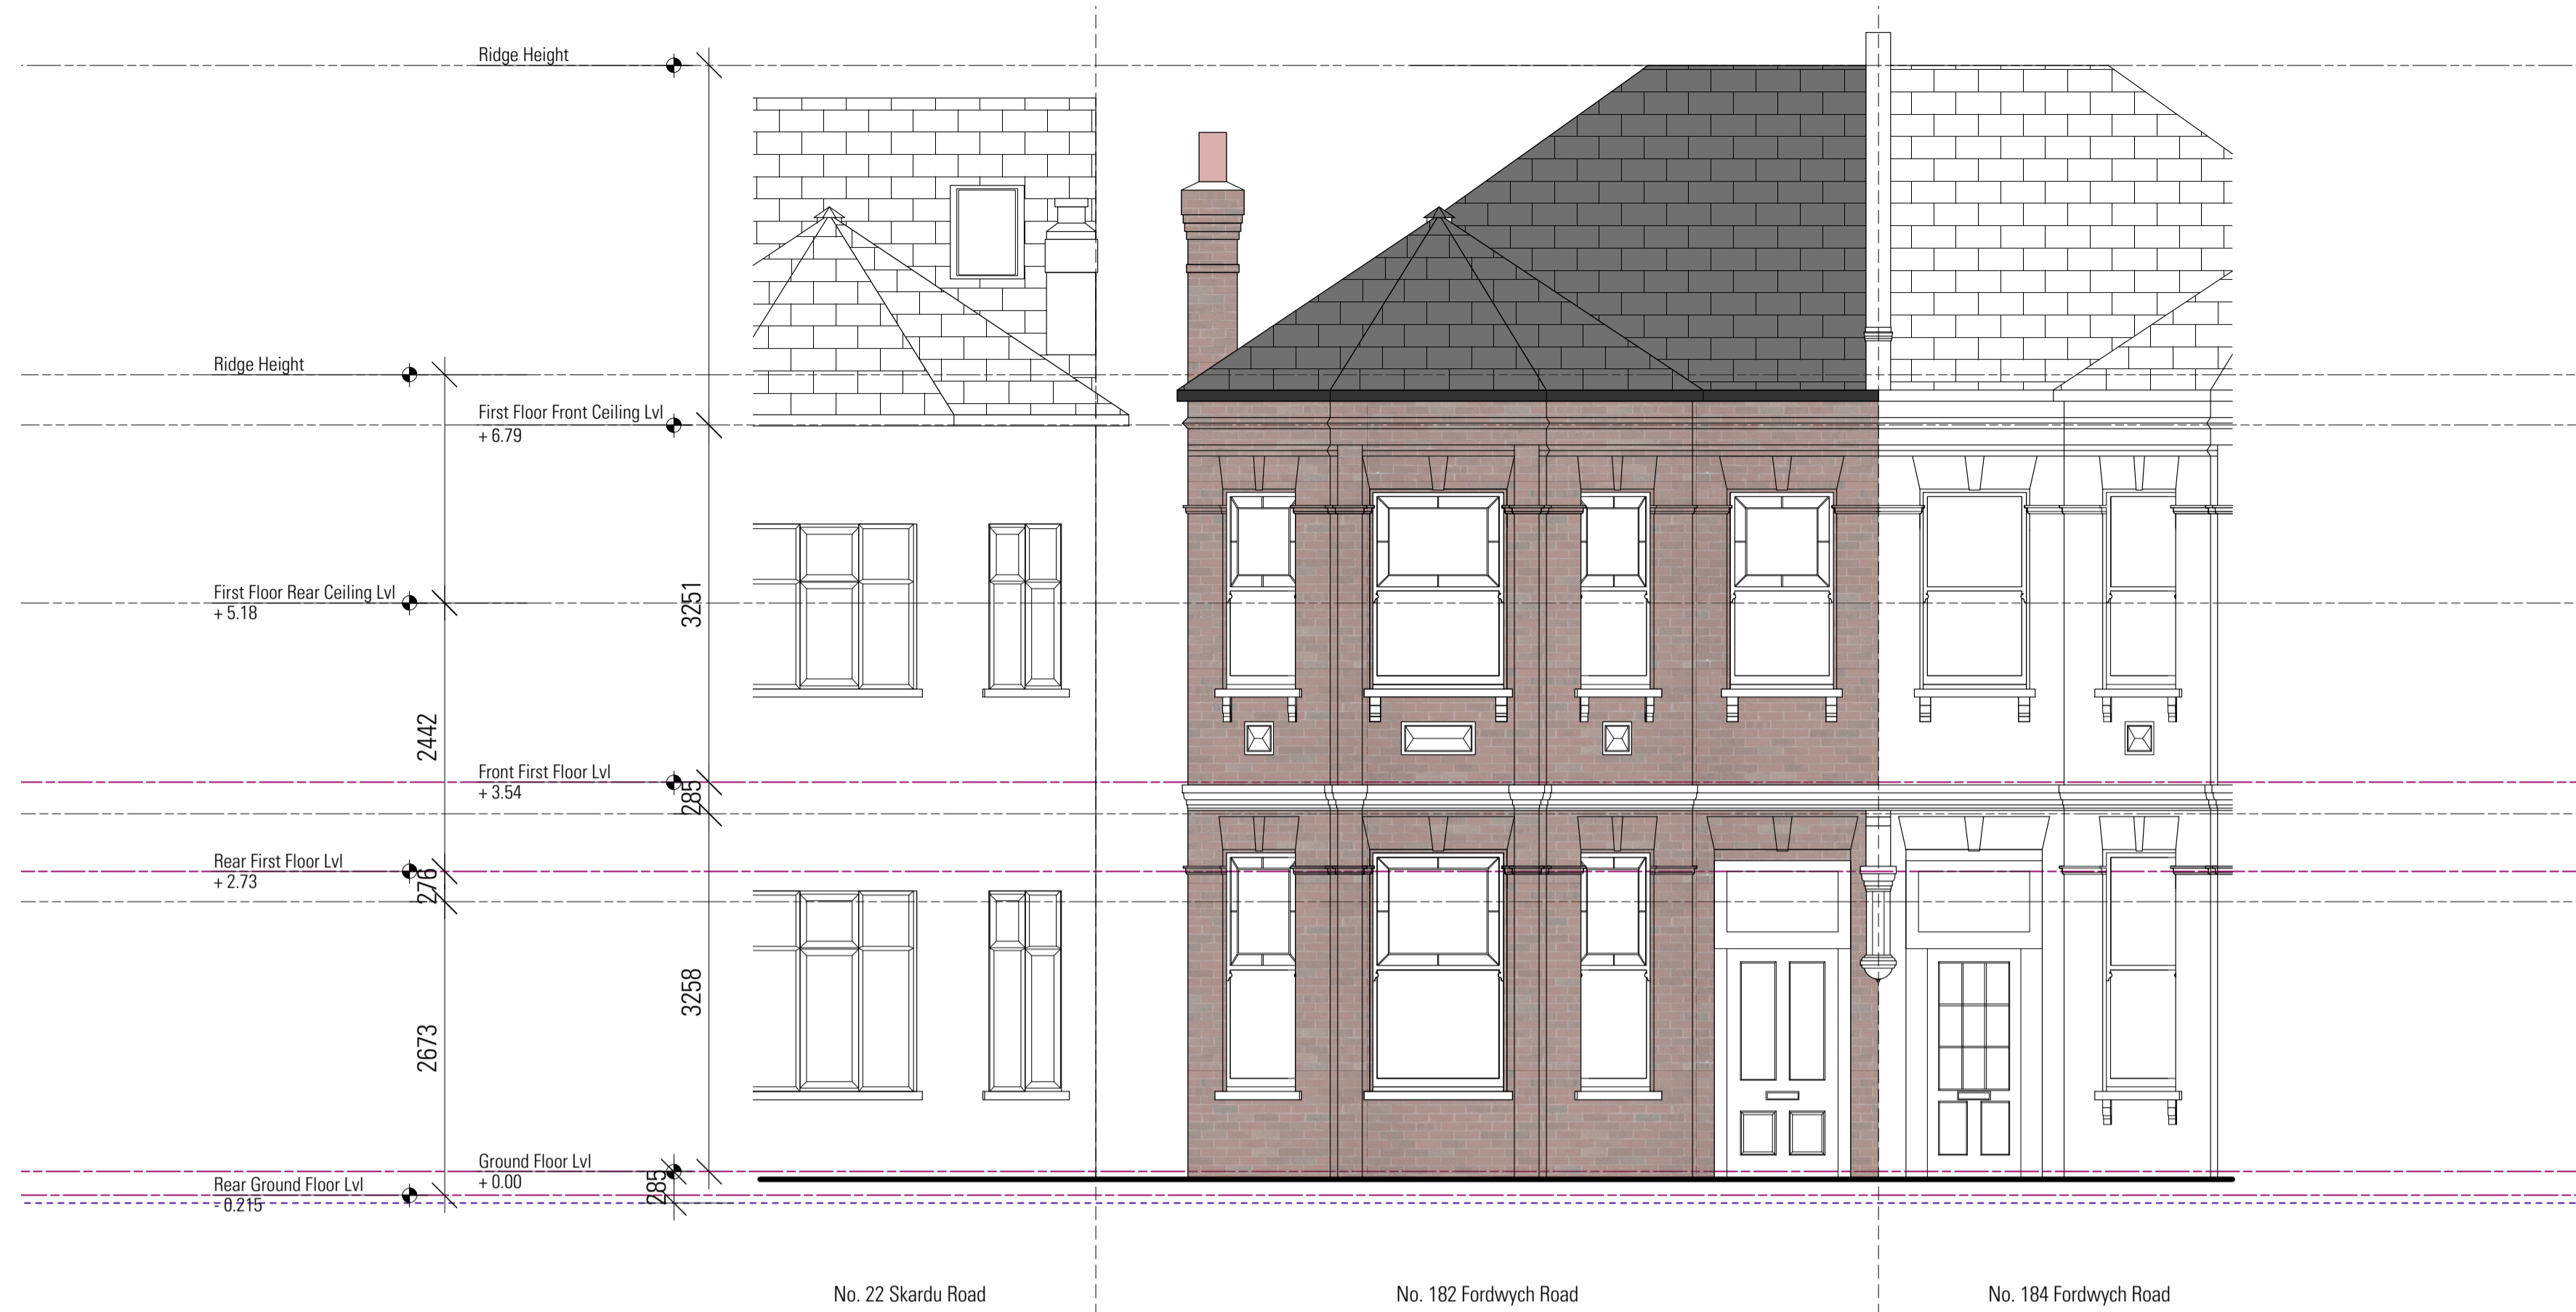 Ridge Height
Ridge Height
First Floor Front Ceiling Lvl
+ 6.79
First Floor Rear Ceiling Lvl
+ 5.18
3251
2442
Front First Floor Lvl
+ 3.54
285
Rear First Floor Lvl
+ 2.73
276
3258
2673
Ground Floor Lvl
+ 0.00
Rear Ground Floor Lvl
- 0.215
285
No. 22 Skardu Road
No. 182 Fordwych Road
No. 184 Fordwych Road